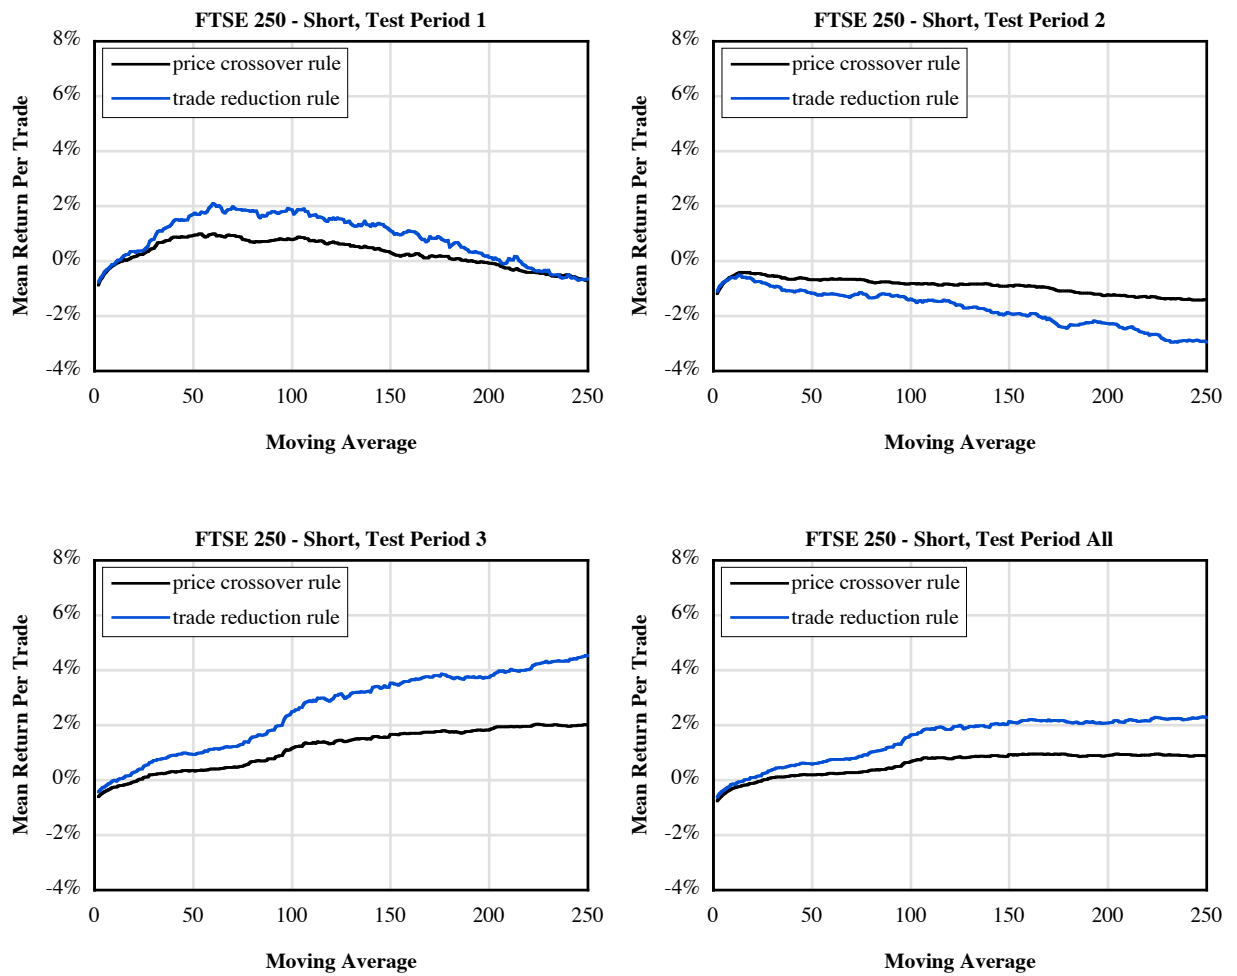 FTSE 250 - Short, Test Period 1
8%
6%
4%
2%
0%
-2%
-4%
Mean Return Per Trade
price crossover rule
trade reduction rule
0 50 100 150 200 250
Moving Average
FTSE 250 - Short, Test Period 2
8%
6%
4%
2%
0%
-2%
-4%
Mean Return Per Trade
price crossover rule
trade reduction rule
0 50 100 150 200 250
Moving Average
FTSE 250 - Short, Test Period 3
8%
6%
4%
2%
0%
-2%
-4%
Mean Return Per Trade
price crossover rule
trade reduction rule
0 50 100 150 200 250
Moving Average
FTSE 250 - Short, Test Period All
8%
6%
4%
2%
0%
-2%
-4%
Mean Return Per Trade
price crossover rule
trade reduction rule
0 50 100 150 200 250
Moving Average